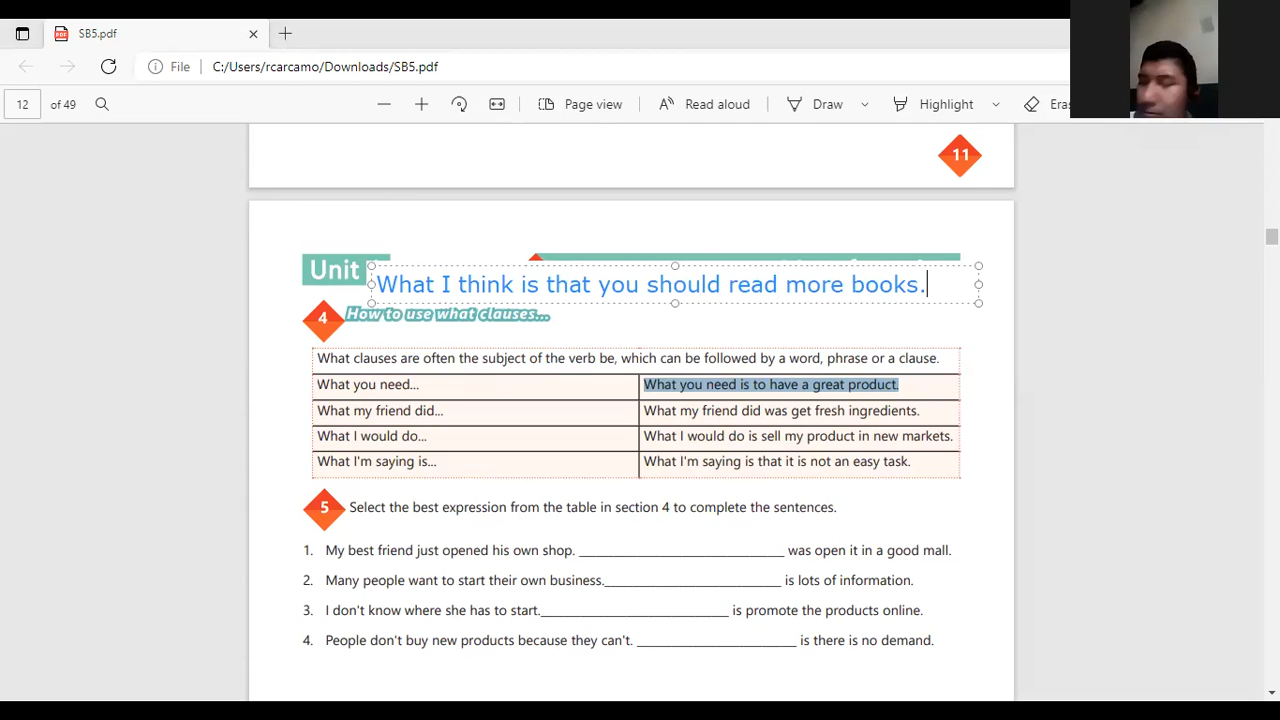 SB5.pdf
File C:/Users/rcarcamo/Downloads/SB5.pdf
12 of 49 Page view Read aloud Draw Highlight
11
Unit
What I think is that you should read more books.
4 How to use what clauses...
What clauses are often the subject of the verb be, which can be followed by a word, phrase or a clause.
What you need... What you need is to have a great product.
What my friend did... What my friend did was get fresh ingredients.
What I would do... What I would do is sell my product in new markets.
What I'm saying is... What I'm saying is that it is not an easy task.
5 Select the best expression from the table in section 4 to complete the sentences.
1. My best friend just opened his own shop. ____________________ was open it in a good mall.
2. Many people want to start their own business.____________________ is lots of information.
3. I don't know where she has to start.____________________ is promote the products online.
4. People don't buy new products because they can't. ____________________ is there is no demand.